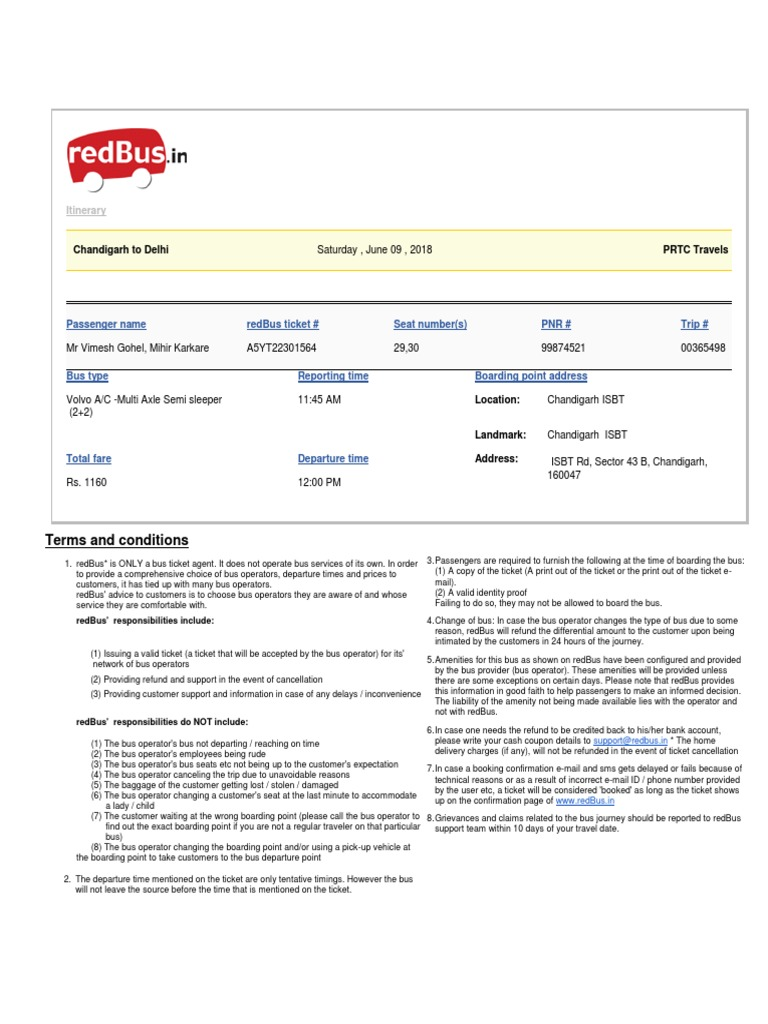 redBus.in
Itinerary
Chandigarh to Delhi Saturday , June 09 , 2018 PRTC Travels
Passenger name redBus ticket # Seat number(s) PNR # Trip #
Mr Vimesh Gohel, Mihir Karkare A5YT22301564 29,30 99874521 00365498
Bus type Reporting time Boarding point address
Volvo A/C -Multi Axle Semi sleeper 11:45 AM Location: Chandigarh ISBT
(2+2)
Landmark: Chandigarh ISBT
Total fare Departure time Address: ISBT Rd, Sector 43 B, Chandigarh,
160047
Rs. 1160 12:00 PM
Terms and conditions
1. redBus* is ONLY a bus ticket agent. It does not operate bus services of its own. In order
to provide a comprehensive choice of bus operators, departure times and prices to
customers, it has tied up with many bus operators.
redBus' advice to customers is to choose bus operators they are aware of and whose
service they are comfortable with.
redBus' responsibilities include:
(1) Issuing a valid ticket (a ticket that will be accepted by the bus operator) for its'
network of bus operators
(2) Providing refund and support in the event of cancellation
(3) Providing customer support and information in case of any delays / inconvenience
redBus' responsibilities do NOT include:
(1) The bus operator's bus not departing / reaching on time
(2) The bus operator's employees being rude
(3) The bus operator's bus seats etc not being up to the customer's expectation
(4) The bus operator canceling the trip due to unavoidable reasons
(5) The baggage of the customer getting lost / stolen / damaged
(6) The bus operator changing a customer's seat at the last minute to accommodate
a lady / child
(7) The customer waiting at the wrong boarding point (please call the bus operator to
find out the exact boarding point if you are not a regular traveler on that particular
bus)
(8) The bus operator changing the boarding point and/or using a pick-up vehicle at
the boarding point to take customers to the bus departure point
2. The departure time mentioned on the ticket are only tentative timings. However the bus
will not leave the source before the time that is mentioned on the ticket.
3.Passengers are required to furnish the following at the time of boarding the bus:
(1) A copy of the ticket (A print out of the ticket or the print out of the ticket e-
mail).
(2) A valid identity proof
Failing to do so, they may not be allowed to board the bus.
4.Change of bus: In case the bus operator changes the type of bus due to some
reason, redBus will refund the differential amount to the customer upon being
intimated by the customers in 24 hours of the journey.
5.Amenities for this bus as shown on redBus have been configured and provided
by the bus provider (bus operator). These amenities will be provided unless
there are some exceptions on certain days. Please note that redBus provides
this information in good faith to help passengers to make an informed decision.
The liability of the amenity not being made available lies with the operator and
not with redBus.
6.In case one needs the refund to be credited back to his/her bank account,
please write your cash coupon details to support@redbus.in * The home
delivery charges (if any), will not be refunded in the event of ticket cancellation
7.In case a booking confirmation e-mail and sms gets delayed or fails because of
technical reasons or as a result of incorrect e-mail ID / phone number provided
by the user etc, a ticket will be considered 'booked' as long as the ticket shows
up on the confirmation page of www.redBus.in
8.Grievances and claims related to the bus journey should be reported to redBus
support team within 10 days of your travel date.